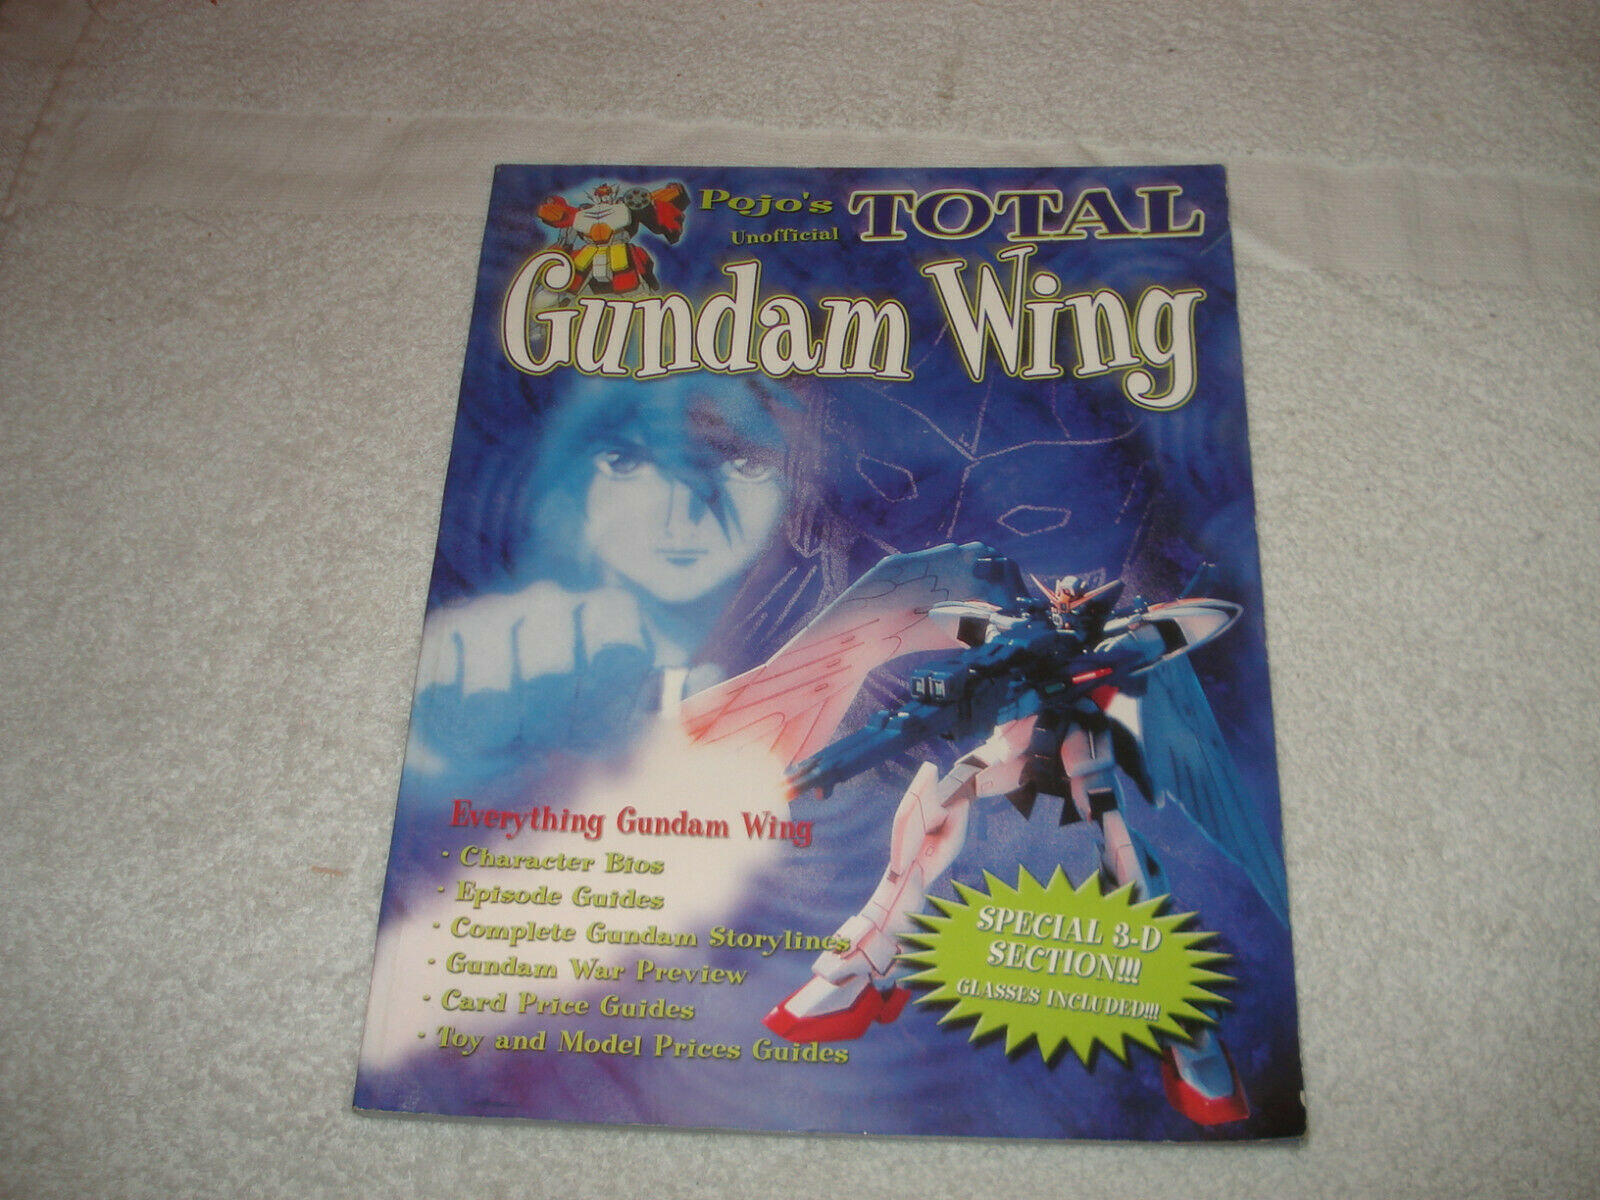 Pojo's
Unofficial
TOTAL
Gundam Wing
Everything Gundam Wing
· Character Bios
· Episode Guides
· Complete Gundam Storylines
· Gundam War Preview
· Card Price Guides
· Toy and Model Prices Guides
SPECIAL 3-D
SECTION!!!
GLASSES INCLUDED!!!